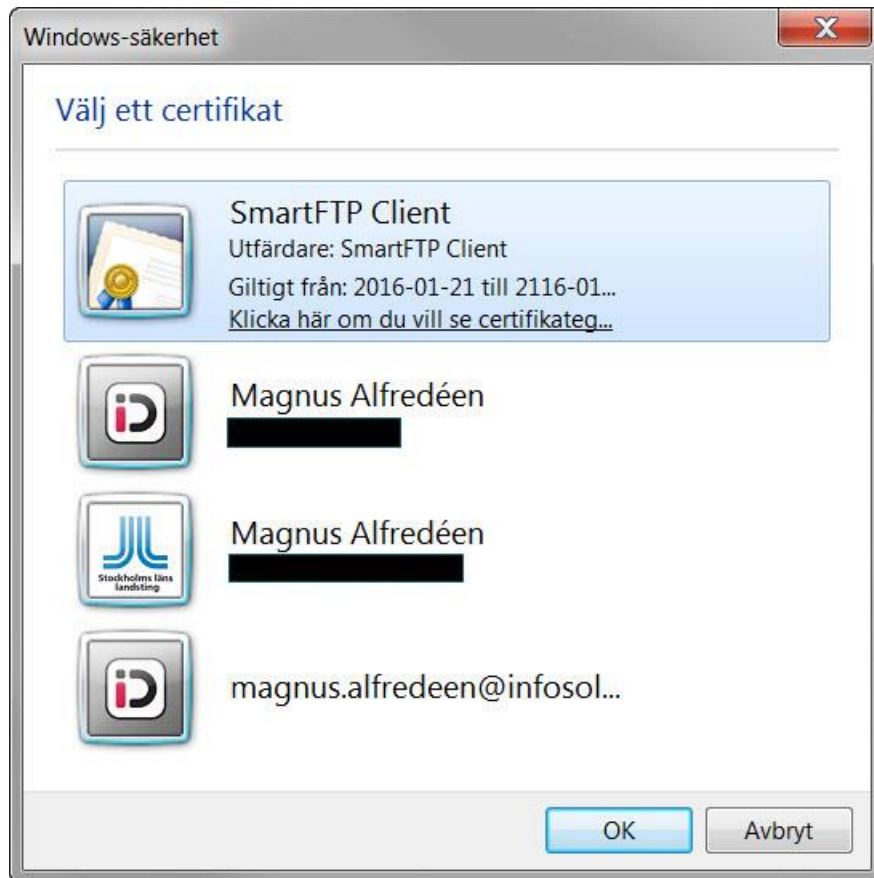 Windows-säkerhet
Välj ett certifikat
SmartFTP Client
Utfärdare: SmartFTP Client
Giltigt från: 2016-01-21 till 2116-01...
Klicka här om du vill se certifikateg...
Magnus Alfredéen
Magnus Alfredéen
Stockholms läns
landsting
magnus.alfredeen@infosol...
OK
Avbryt